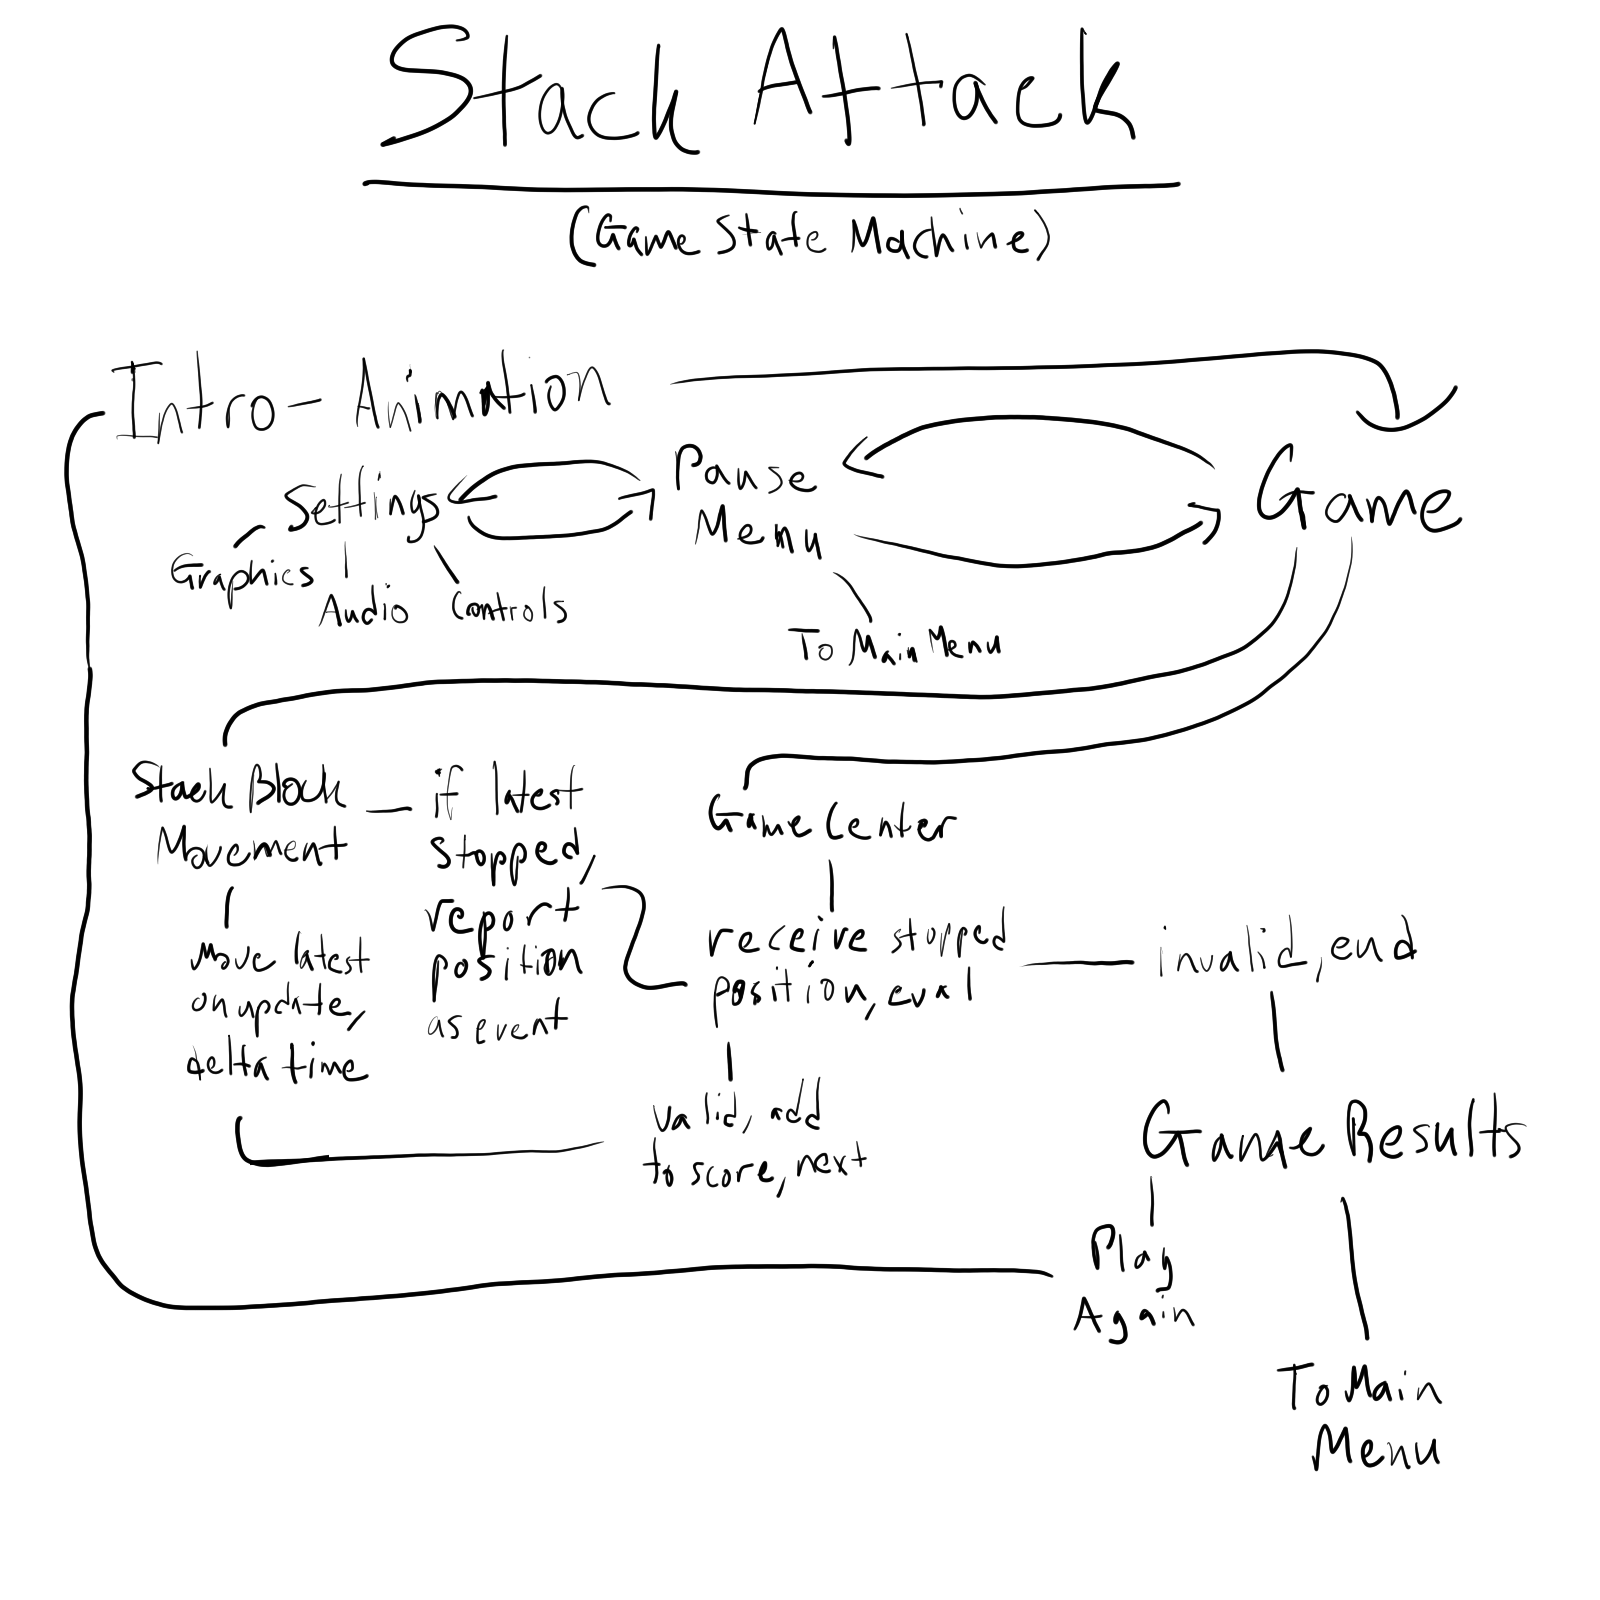 Stack Attack
(Game State Machine)
Intro-Animation
Pause
Menu
Game
Settings
Graphics
Audio
Controls
To Main Menu
Stack Block
Movement
if latest
stopped,
report
position
as event
Move latest
on update,
delta time
Game Center
receive stopped
position, eval
invalid, end
valid, add
to score, next
Game Results
Play
Again
To Main
Menu